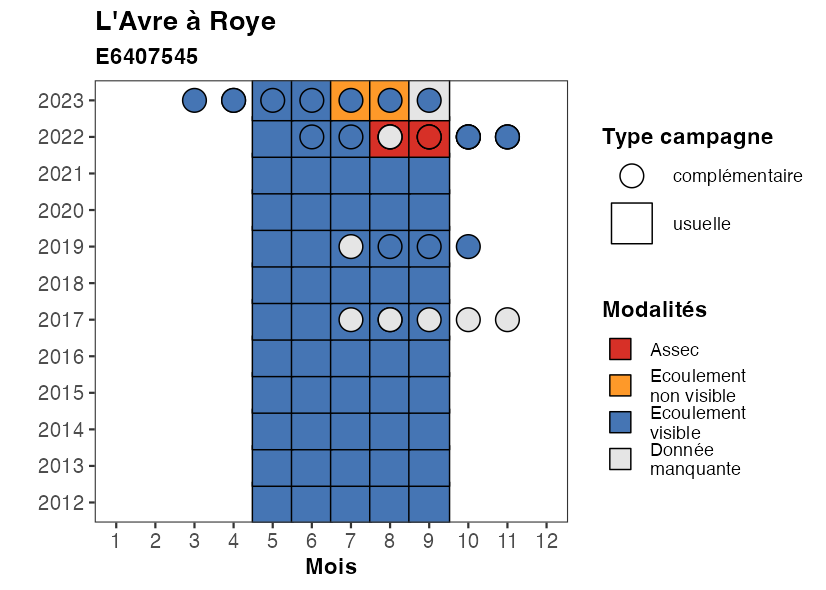 L'Avre à Roye
E6407545
2023
2022
2021
2020
2019
2018
2017
2016
2015
2014
2013
2012
1 2 3 4 5 6 7 8 9 10 11 12
Mois
Type campagne
complémentaire
usuelle
Modalités
Assec
Ecoulement
non visible
Ecoulement
visible
Donnée
manquante